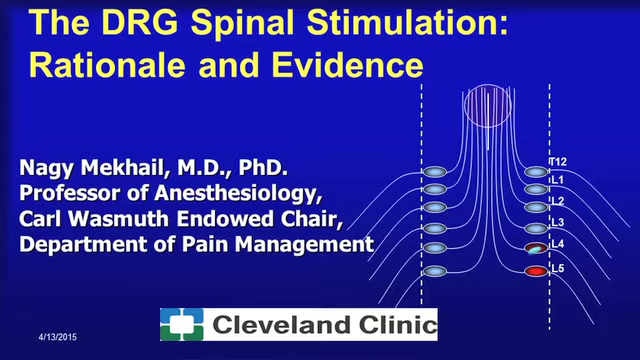 The DRG Spinal Stimulation:
Rationale and Evidence
Nagy Mekhail, M.D., PhD.
Professor of Anesthesiology,
Carl Wasmuth Endowed Chair,
Department of Pain Management
T12
L1
L2
L3
L4
L5
Cleveland Clinic
4/13/2015